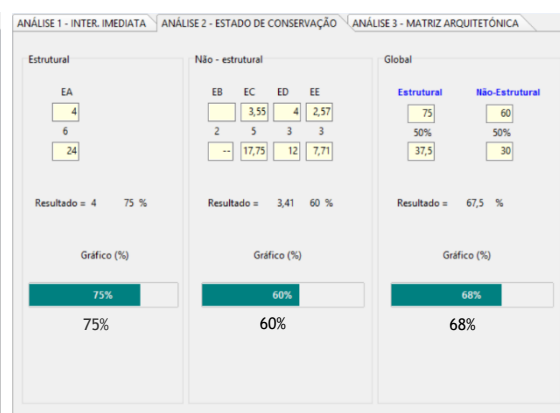 ANÁLISE 1 - INTER. IMEDIATA ANÁLISE 2 - ESTADO DE CONSERVAÇÃO ANÁLISE 3 - MATRIZ ARQUITETÓNICA
Estrutural
EA
4
6
24
Resultado = 4 75 %
Gráfico (%)
75%
75%
Não - estrutural
EB EC ED EE
3,55 4 2,57
2 5 3 3
-- 17,75 12 7,71
Resultado = 3,41 60 %
Gráfico (%)
60%
60%
Global
Estrutural Não-Estrutural
75 60
50% 50%
37,5 30
Resultado = 67,5 %
Gráfico (%)
68%
68%